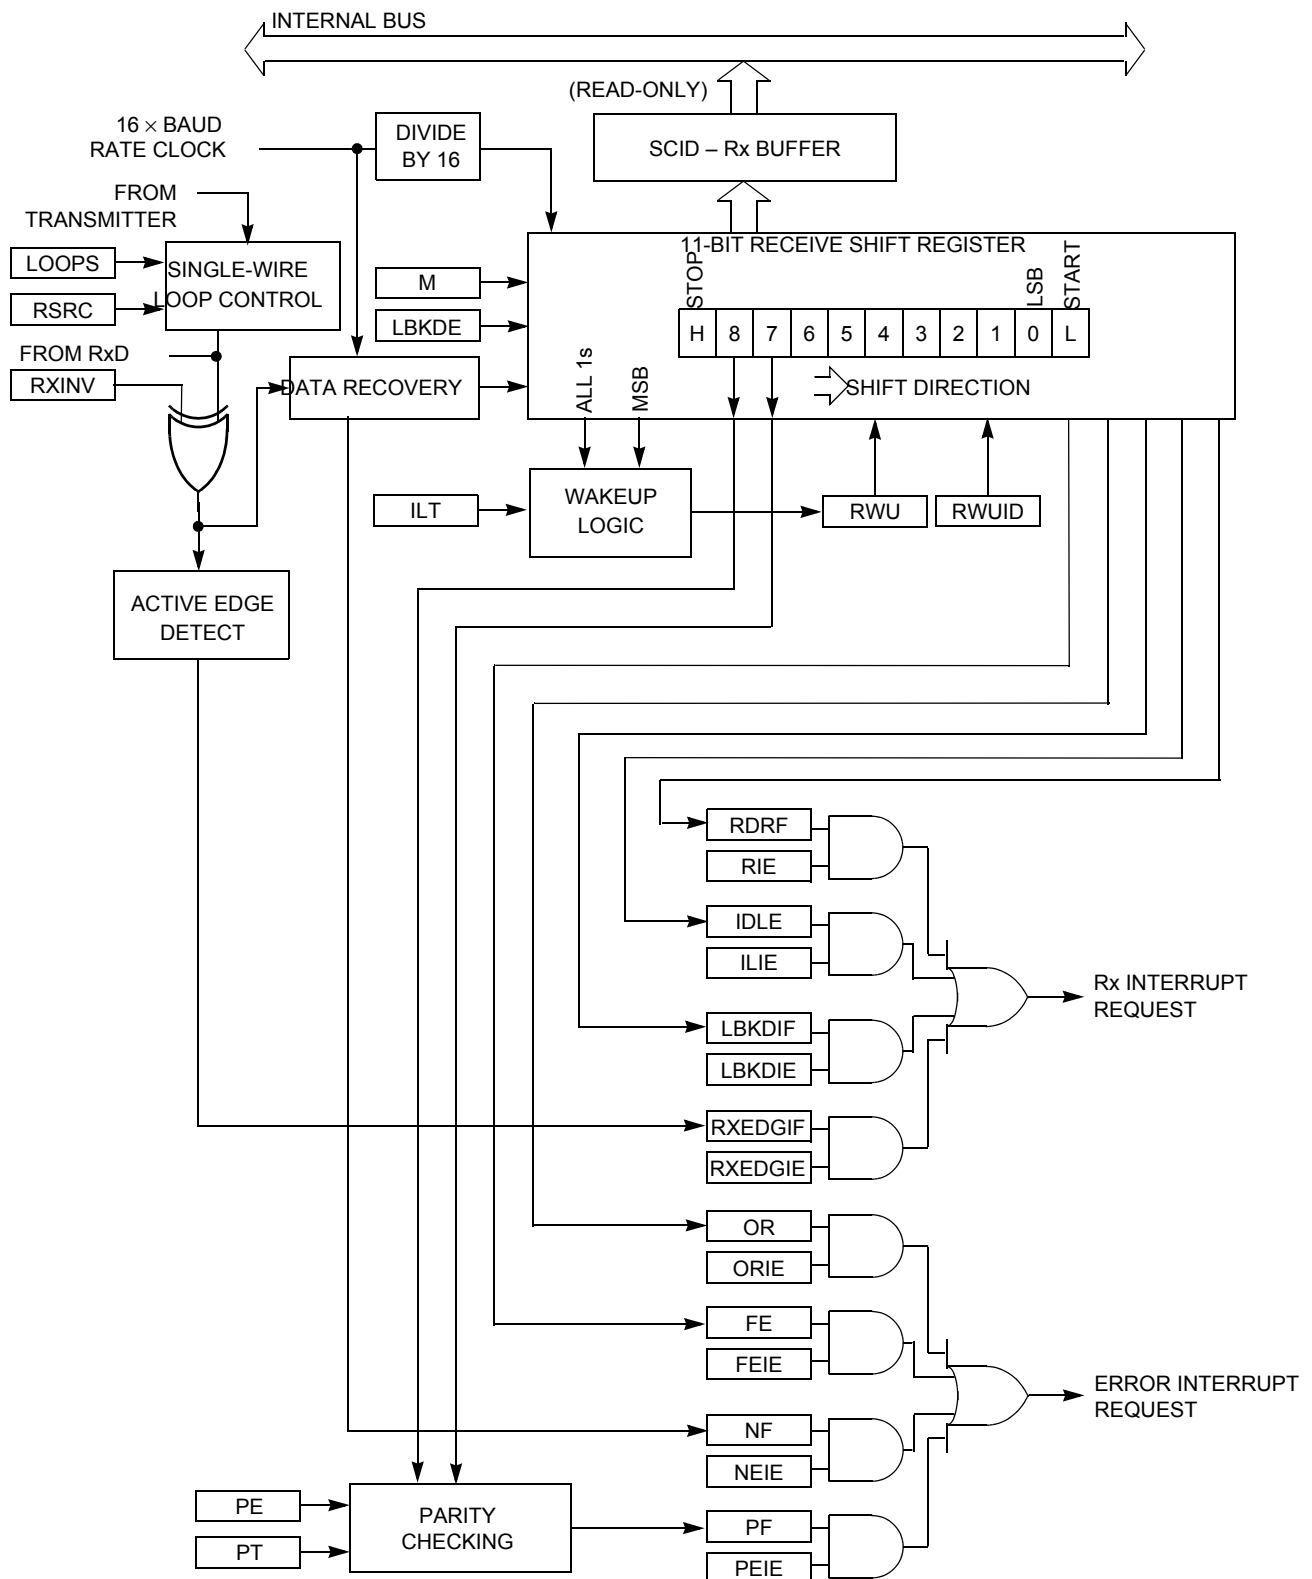 INTERNAL BUS
(READ-ONLY)
16 × BAUD
RATE CLOCK
DIVIDE
BY 16
SCID – Rx BUFFER
FROM
TRANSMITTER
11-BIT RECEIVE SHIFT REGISTER
LOOPS
SINGLE-WIRE
LOOP CONTROL
RSRC
M
LBKDE
STOP
LSB
START
H 8 7 6 5 4 3 2 1 0 L
FROM RxD
RXINV
DATA RECOVERY
ALL 1s
MSB
SHIFT DIRECTION
ILT
WAKEUP
LOGIC
RWU
RWUID
ACTIVE EDGE
DETECT
RDRF
RIE
IDLE
ILIE
Rx INTERRUPT
REQUEST
LBKDIF
LBKDIE
RXEDGIF
RXEDGIE
OR
ORIE
FE
FEIE
ERROR INTERRUPT
REQUEST
NF
NEIE
PE
PT
PARITY
CHECKING
PF
PEIE